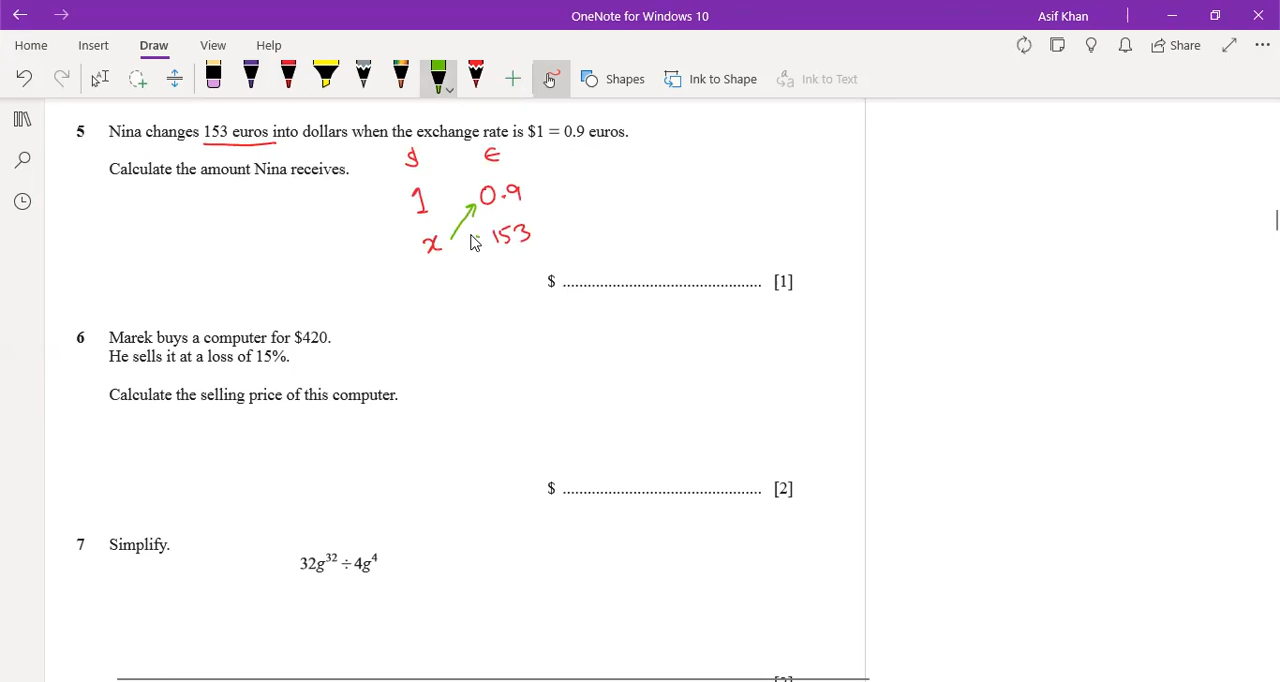 OneNote for Windows 10
Asif Khan
Home Insert Draw View Help
Share
Shapes
Ink to Shape
Ink to Text
5 Nina changes 153 euros into dollars when the exchange rate is $1 = 0.9 euros.
$ €
Calculate the amount Nina receives.
1 0.9
x 153
$ .............................................. [1]
6 Marek buys a computer for $420.
He sells it at a loss of 15%.
Calculate the selling price of this computer.
$ .............................................. [2]
7 Simplify.
32g³² ÷ 4g⁴